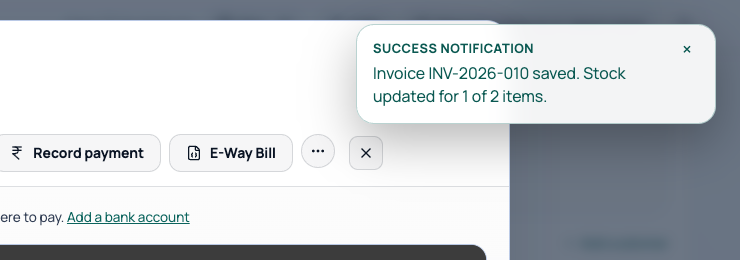 SUCCESS NOTIFICATION ×
Invoice INV-2026-010 saved. Stock
updated for 1 of 2 items.
₹ Record payment E-Way Bill ··· ×
ere to pay. Add a bank account